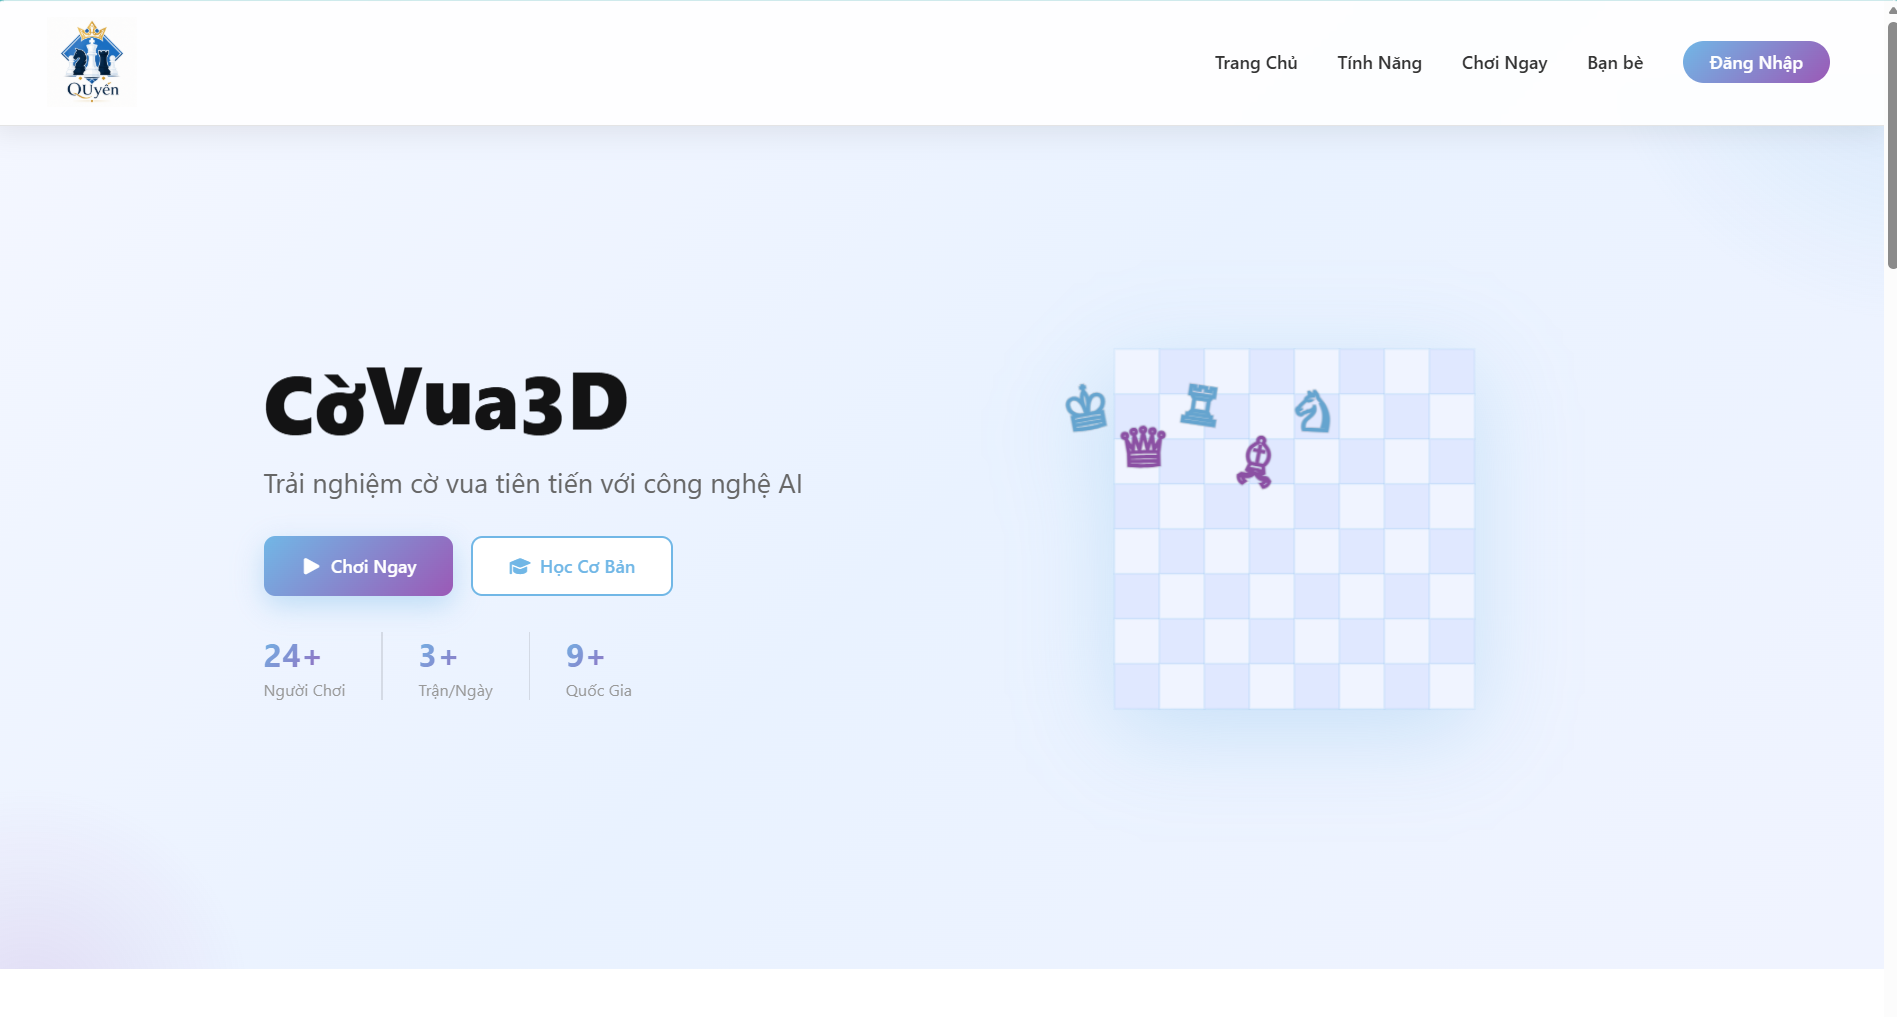 QUyến
Trang Chủ
Tính Năng
Chơi Ngay
Bạn bè
Đăng Nhập
CờVua3D
Trải nghiệm cờ vua tiên tiến với công nghệ AI
Chơi Ngay
Học Cơ Bản
24+
Người Chơi
3+
Trận/Ngày
9+
Quốc Gia